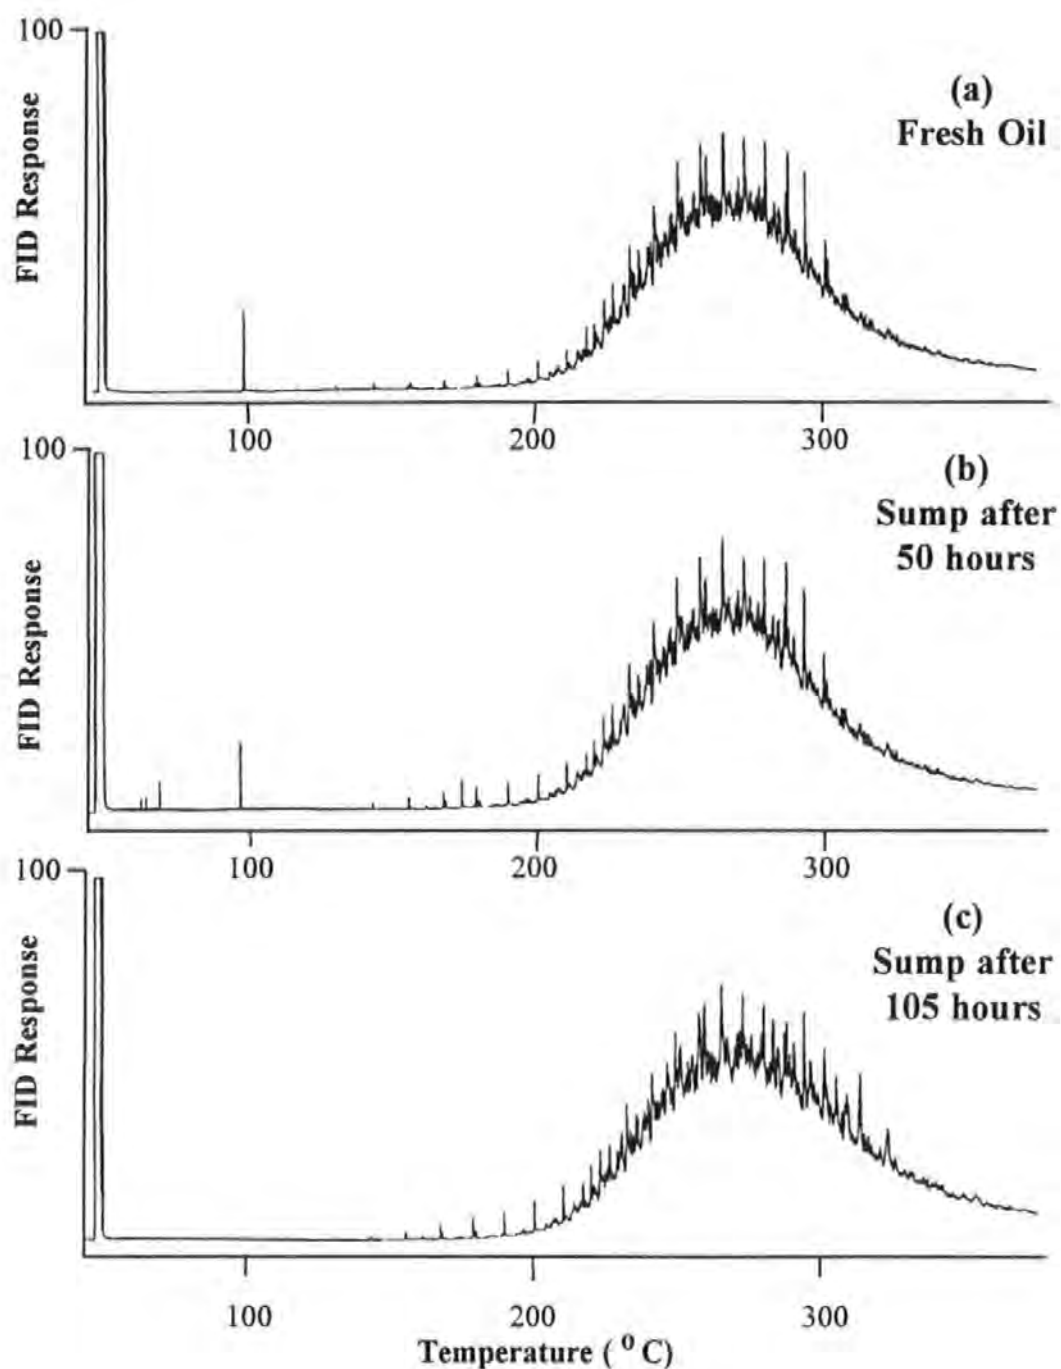 100
(a)
Fresh Oil
FID Response
100
200
300
100
(b)
Sump after
50 hours
FID Response
100
200
300
100
(c)
Sump after
105 hours
FID Response
100
200
300
Temperature ( ° C)